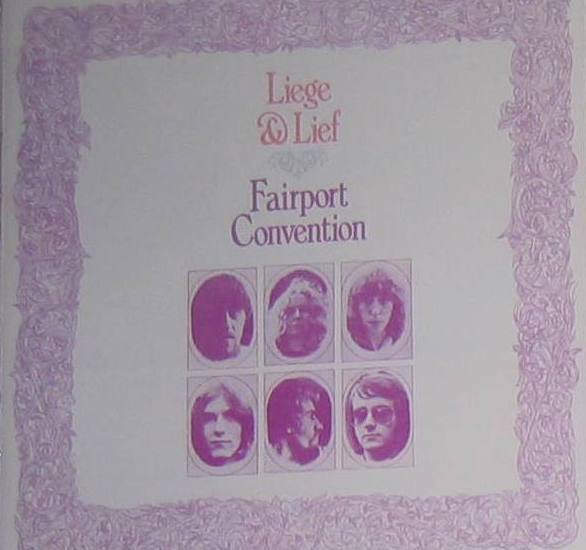 Liege
& Lief
Fairport
Convention